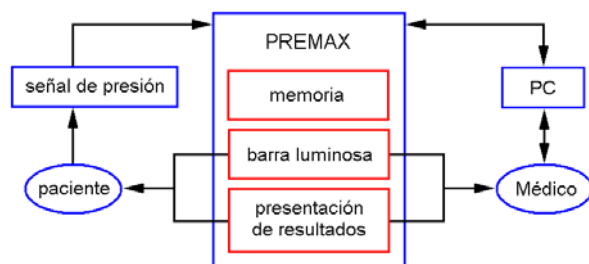 PREMAX
señal de presión
memoria
PC
barra luminosa
paciente
Médico
presentación
de resultados